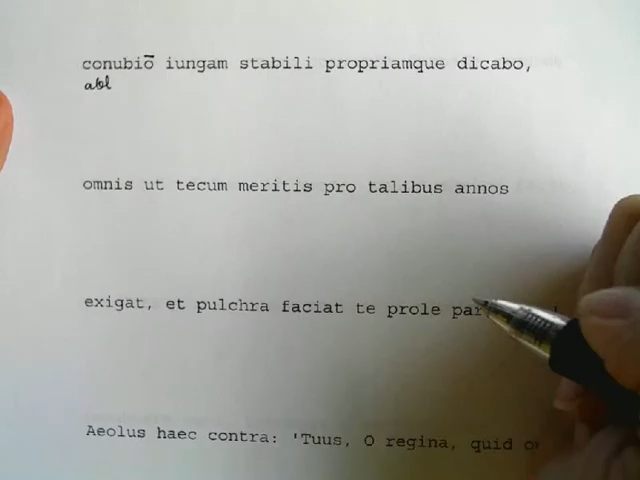 conubiō iungam stabili propriamque dicabo,
abl
omnis ut tecum meritis pro talibus annos
exigat, et pulchra faciat te prole
Aeolus haec contra: 'Tuus, O regina, quid